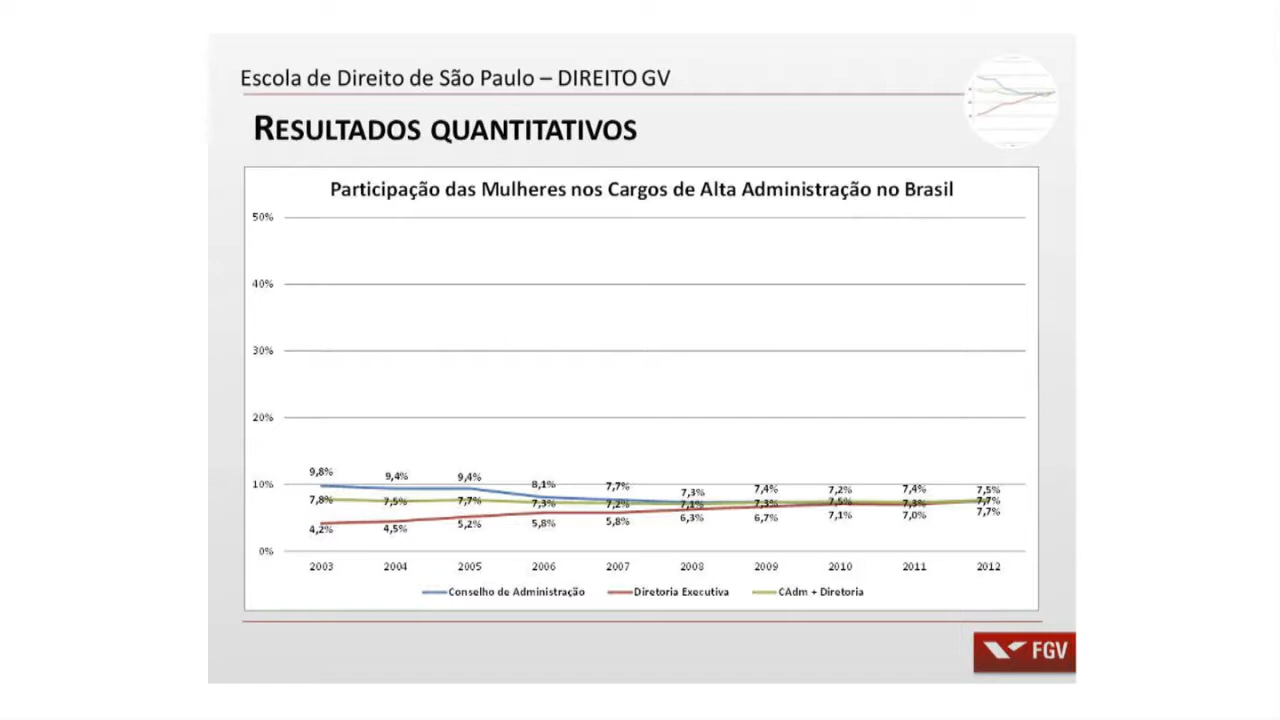 Escola de Direito de São Paulo – DIREITO GV
RESULTADOS QUANTITATIVOS
Participação das Mulheres nos Cargos de Alta Administração no Brasil
50%
40%
30%
20%
10%
0%
9,8% 9,4% 9,4% 8,1% 7,7% 7,3% 7,4% 7,2% 7,4% 7,5%
7,8% 7,5% 7,7% 7,3% 7,2% 7,1% 7,3% 7,5% 7,3% 7,7%
4,2% 4,5% 5,2% 5,8% 5,8% 6,3% 6,7% 7,1% 7,0% 7,7%
2003 2004 2005 2006 2007 2008 2009 2010 2011 2012
Conselho de Administração Diretoria Executiva CAdm + Diretoria
FGV